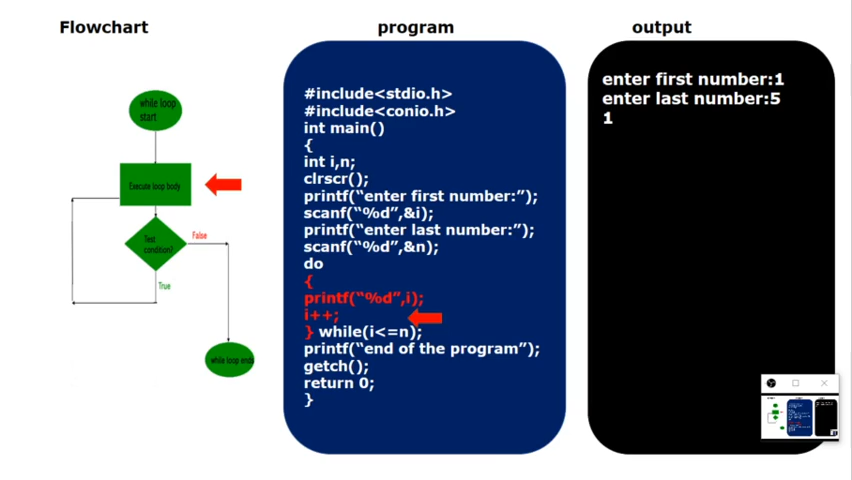 Flowchart
while loop
start
Execute loop body
Test
condition?
False
True
while loop ends
program
#include<stdio.h>
#include<conio.h>
int main()
{
int i,n;
clrscr();
printf(“enter first number:”);
scanf(“%d”,&i);
printf(“enter last number:”);
scanf(“%d”,&n);
do
{
printf(“%d”,i);
i++;
} while(i<=n);
printf(“end of the program”);
getch();
return 0;
}
output
enter first number:1
enter last number:5
1